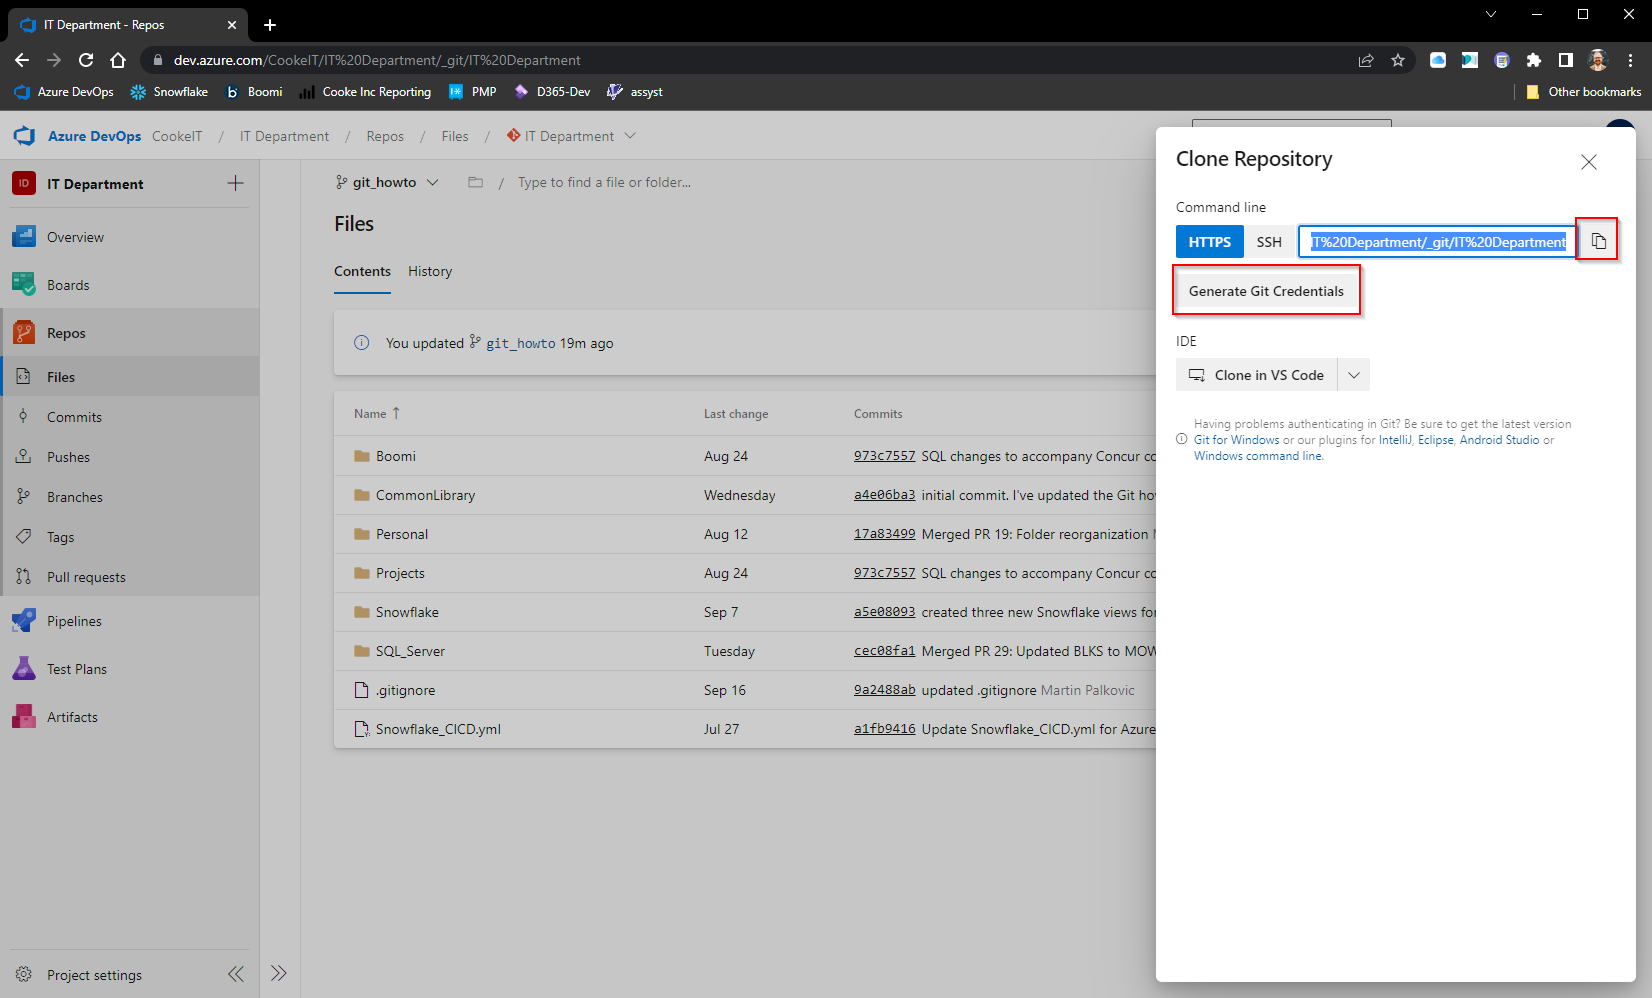 IT Department - Repos
dev.azure.com/CookeIT/IT%20Department/_git/IT%20Department
Azure DevOps Snowflake b Boomi Cooke Inc Reporting PMP D365-Dev assyst Other bookmarks
Azure DevOps CookeIT / IT Department / Repos / Files / IT Department
ID IT Department
Overview
Boards
Repos
Files
Commits
Pushes
Branches
Tags
Pull requests
Pipelines
Test Plans
Artifacts
Project settings
git_howto / Type to find a file or folder...
Files
Contents History
You updated git_howto 19m ago
Name ↑ Last change Commits
Boomi Aug 24 973c7557 SQL changes to accompany Concur co
CommonLibrary Wednesday a4e06ba3 initial commit. I've updated the Git ho
Personal Aug 12 17a83499 Merged PR 19: Folder reorganization
Projects Aug 24 973c7557 SQL changes to accompany Concur co
Snowflake Sep 7 a5e08093 created three new Snowflake views fo
SQL_Server Tuesday cec08fa1 Merged PR 29: Updated BLKS to MOW
.gitignore Sep 16 9a2488ab updated .gitignore Martin Palkovic
Snowflake_CICD.yml Jul 27 a1fb9416 Update Snowflake_CICD.yml for Azure
Clone Repository
Command line
HTTPS SSH IT%20Department/_git/IT%20Department
Generate Git Credentials
IDE
Clone in VS Code
Having problems authenticating in Git? Be sure to get the latest version
Git for Windows or our plugins for IntelliJ, Eclipse, Android Studio or
Windows command line.